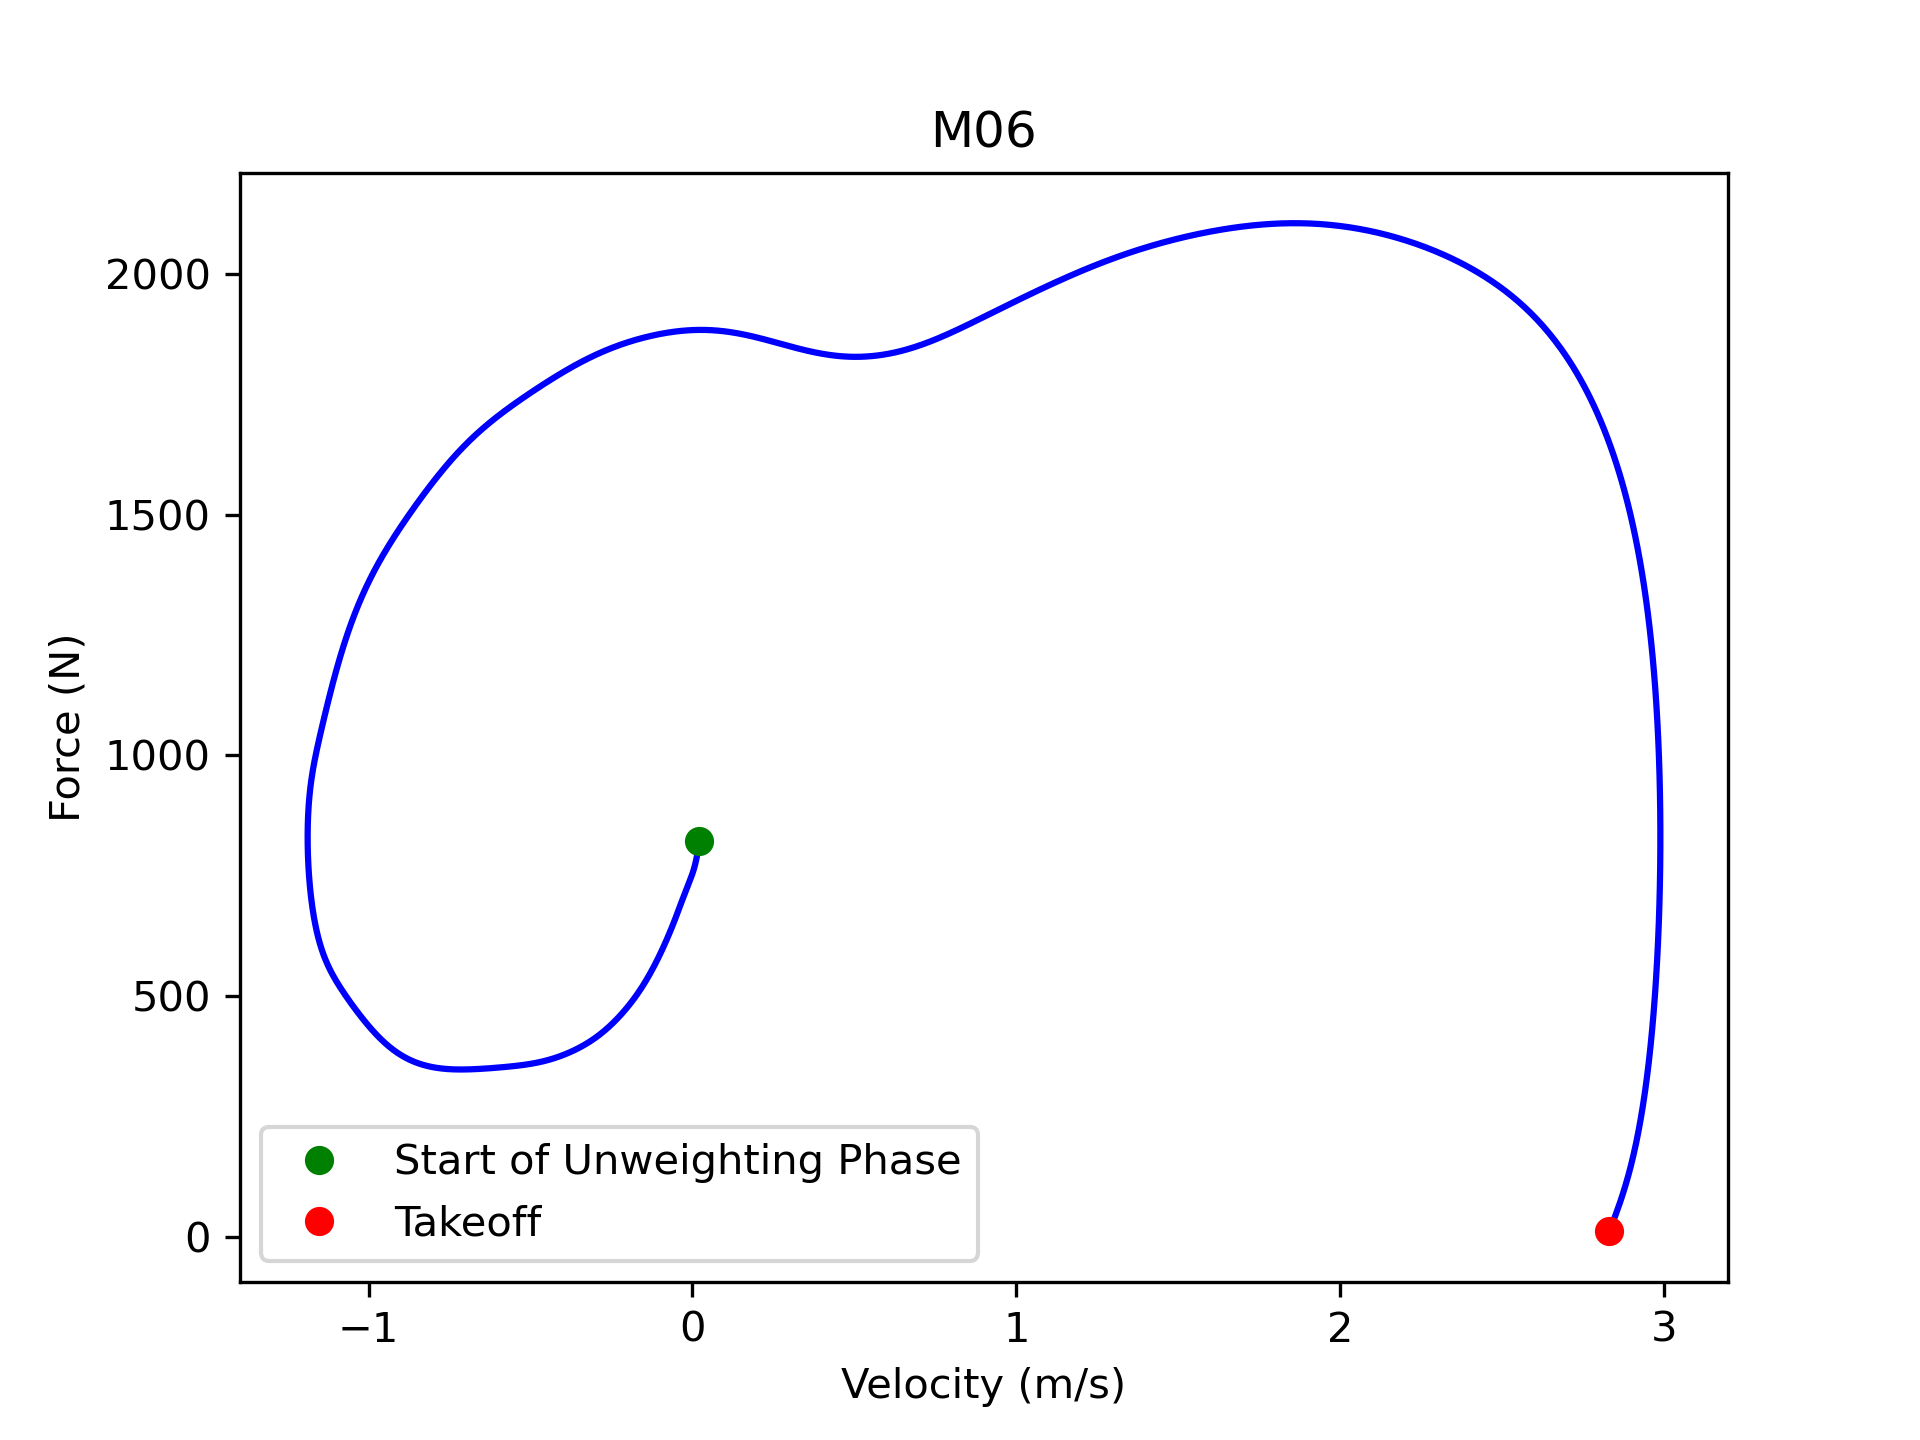 M06
Force (N)
2000
1500
1000
500
0
Start of Unweighting Phase
Takeoff
−1 0 1 2 3
Velocity (m/s)